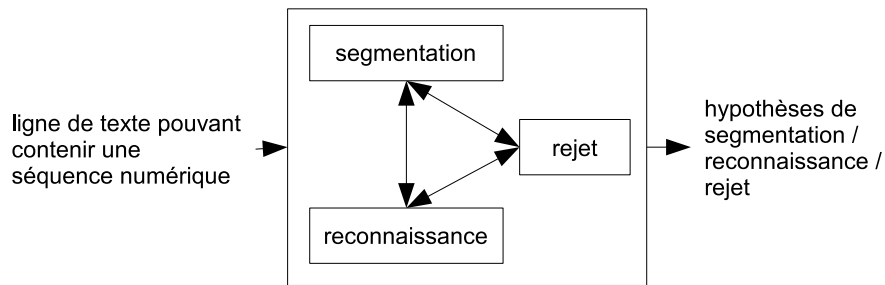 segmentation
ligne de texte pouvant
contenir une
séquence numérique
rejet
reconnaissance
hypothèses de
segmentation /
reconnaissance /
rejet